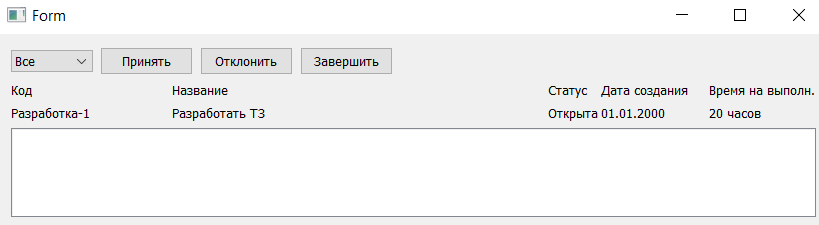 Form
Все Принять Отклонить Завершить
Код Название Статус Дата создания Время на выполн.
Разработка-1 Разработать ТЗ Открыта 01.01.2000 20 часов